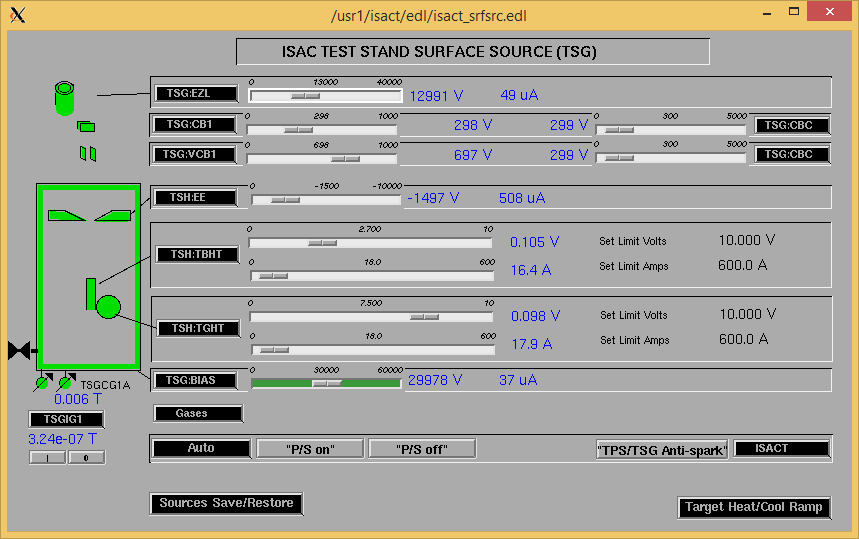 /usr1/isact/edl/isact_srfsrc.edl
ISAC TEST STAND SURFACE SOURCE (TSG)
0 13000 40000
TSG:EZL 12991 V 49 uA
0 298 1000 0 300 5000
TSG:CB1 298 V 299 V TSG:CBC
0 698 1000 0 300 5000
TSG:VCB1 697 V 299 V TSG:CBC
0 -1500 -10000
TSH:EE -1497 V 508 uA
0 2.700 10
0.105 V Set Limit Volts 10.000 V
TSH:TBHT
0 18.0 600
16.4 A Set Limit Amps 600.0 A
0 7.500 10
0.098 V Set Limit Volts 10.000 V
TSH:TGHT
0 18.0 600
17.9 A Set Limit Amps 600.0 A
0 30000 60000
TSG:BIAS 29978 V 37 uA
TSGCG1A
0.006 T
Gases
TSGIG1
3.24e-07 T
I 0
Auto "P/S on" "P/S off" "TPS/TSG Anti-spark" ISACT
Sources Save/Restore
Target Heat/Cool Ramp